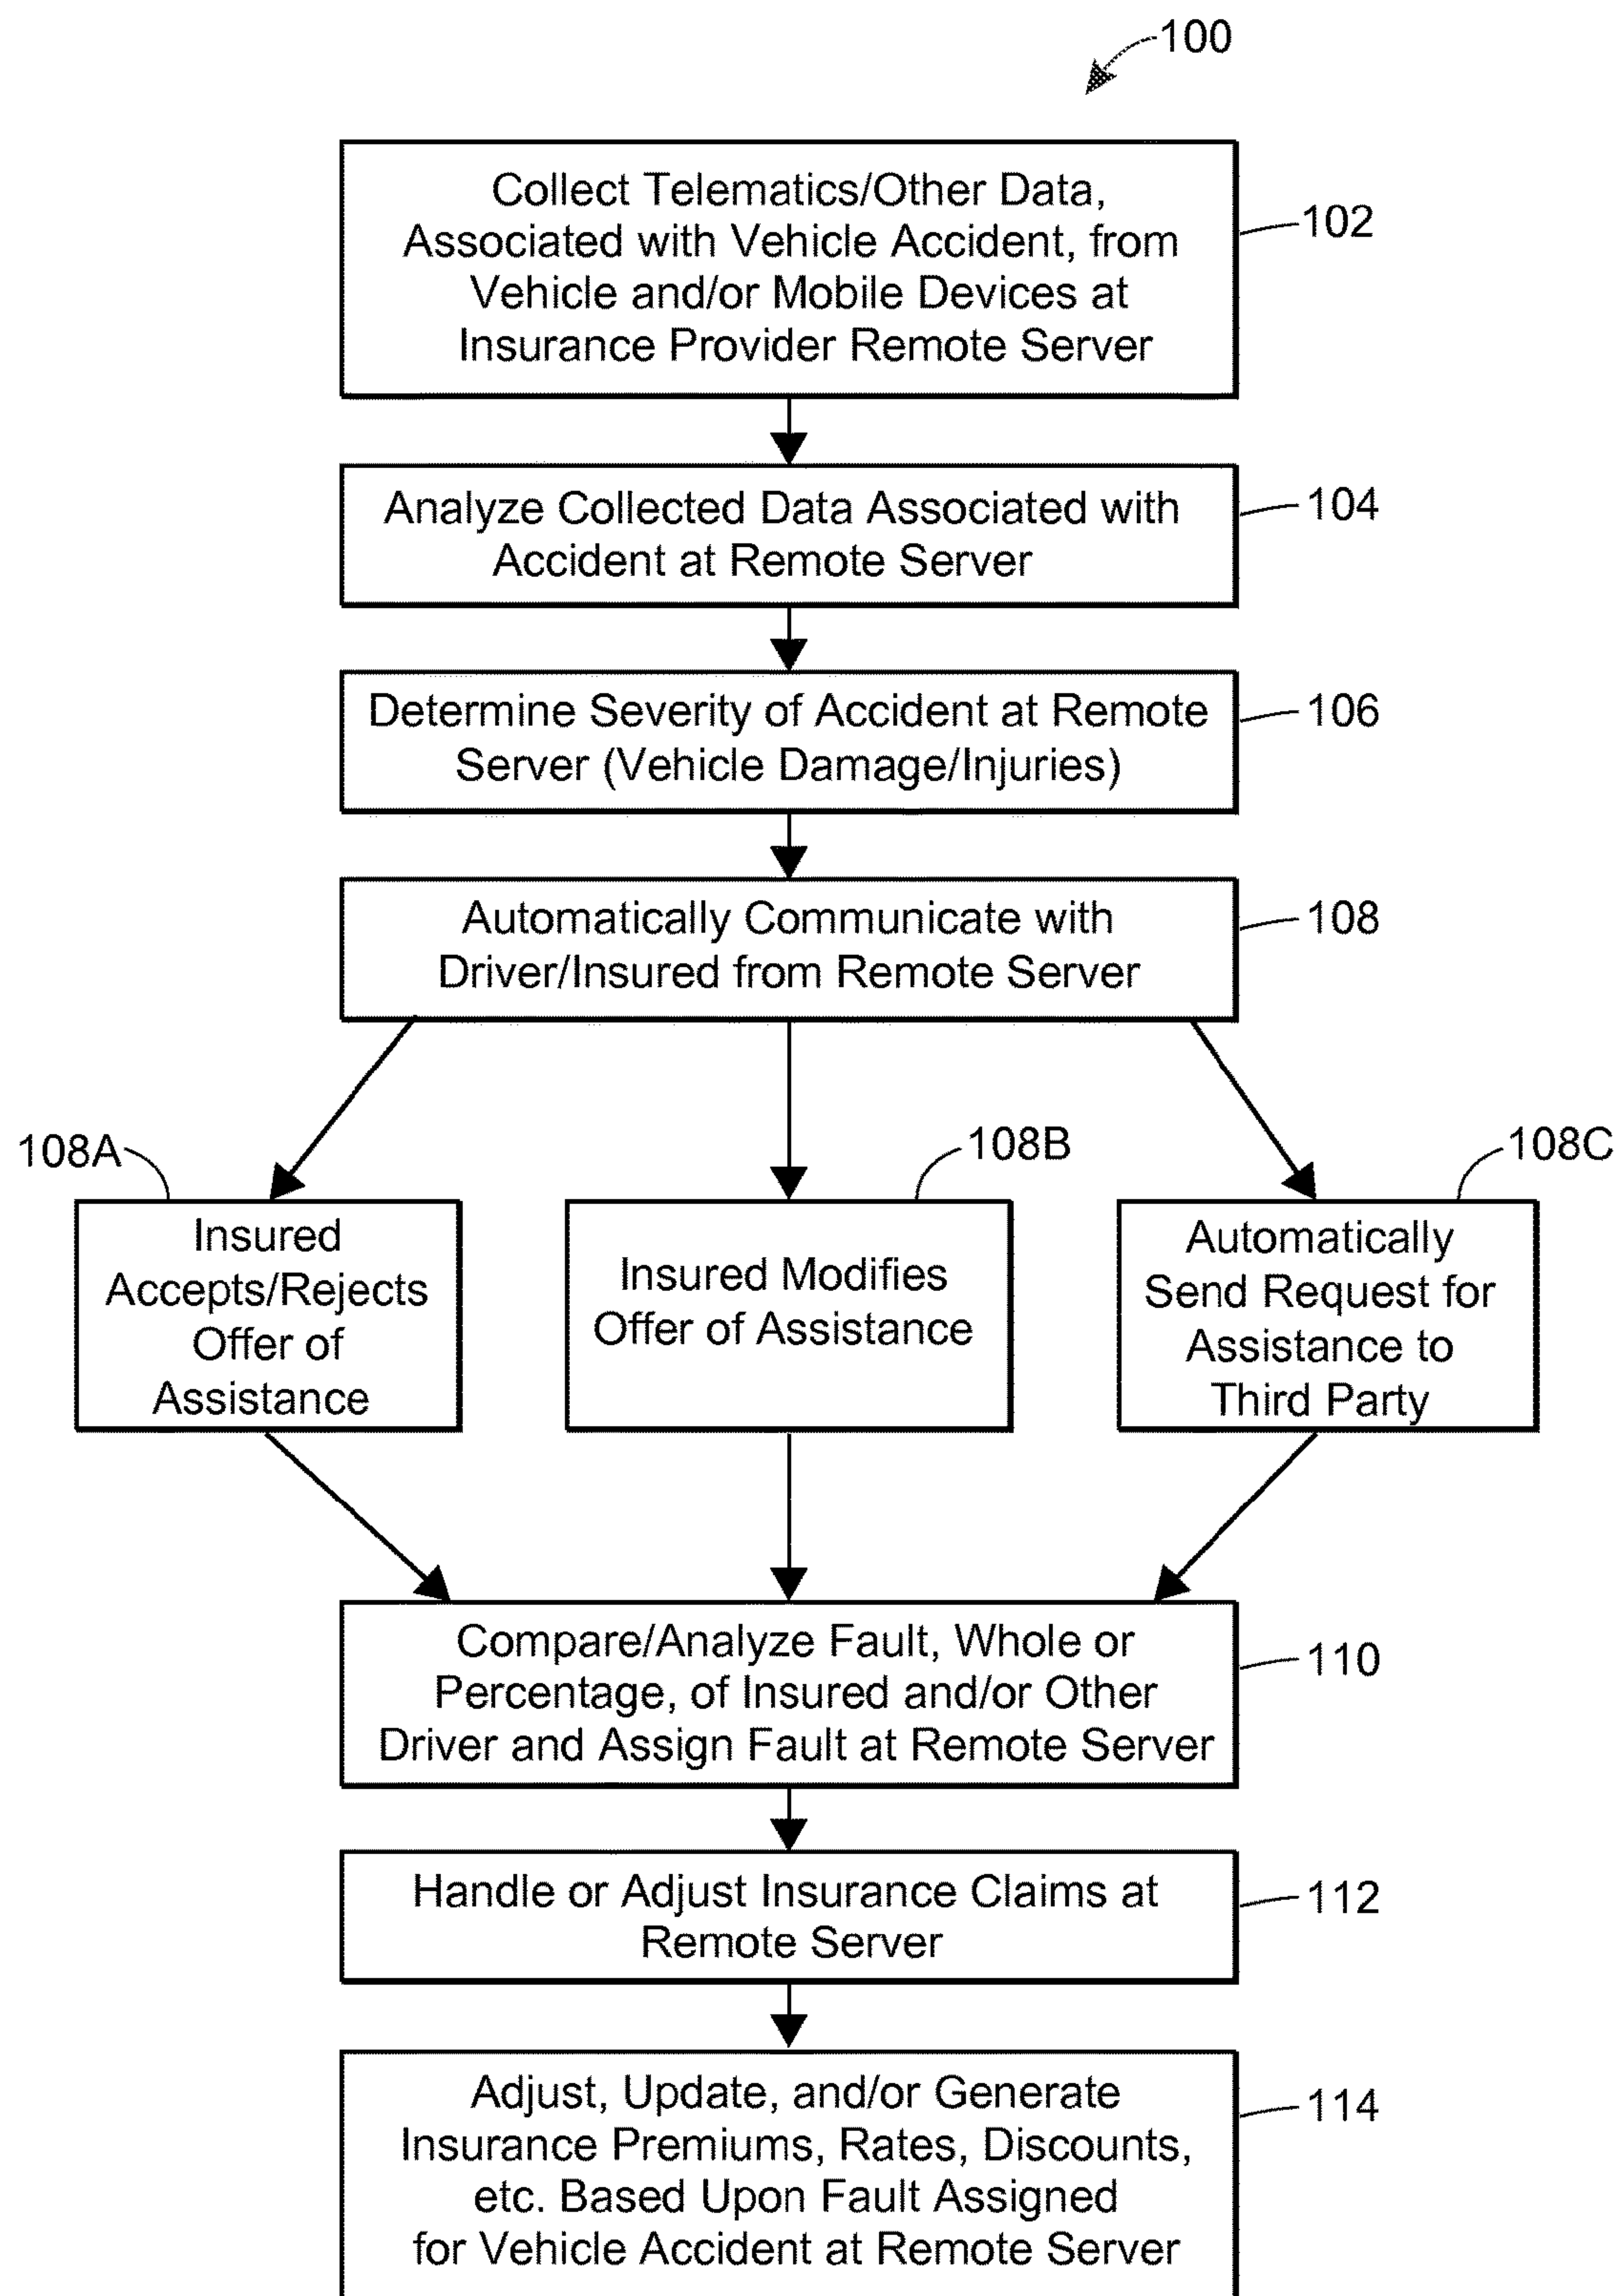 100
Collect Telematics/Other Data,
Associated with Vehicle Accident, from
Vehicle and/or Mobile Devices at
Insurance Provider Remote Server
102
Analyze Collected Data Associated with
Accident at Remote Server
104
Determine Severity of Accident at Remote
Server (Vehicle Damage/Injuries)
106
Automatically Communicate with
Driver/Insured from Remote Server
108
108A
Insured
Accepts/Rejects
Offer of
Assistance
108B
Insured Modifies
Offer of Assistance
108C
Automatically
Send Request for
Assistance to
Third Party
Compare/Analyze Fault, Whole or
Percentage, of Insured and/or Other
Driver and Assign Fault at Remote Server
110
Handle or Adjust Insurance Claims at
Remote Server
112
Adjust, Update, and/or Generate
Insurance Premiums, Rates, Discounts,
etc. Based Upon Fault Assigned
for Vehicle Accident at Remote Server
114